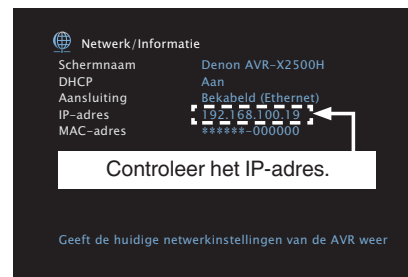 Netwerk/Informatie
Schermnaam Denon AVR-X2500H
DHCP Aan
Aansluiting Bekabeld (Ethernet)
IP-adres 192.168.100.19
MAC-adres ******-000000
Controleer het IP-adres.
Geeft de huidige netwerkinstellingen van de AVR weer